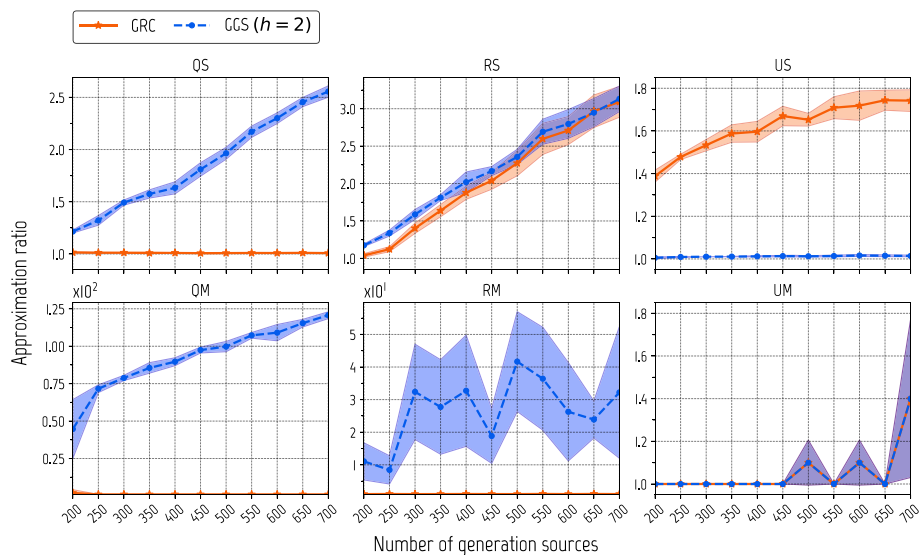 GRC GGS (h = 2)
QS RS US
2.5 2.0 1.5 1.0
3.0 2.5 2.0 1.5 1.0
1.8 1.6 1.4 1.2 1.0
Approximation ratio
x10² QM x10¹ RM UM
1.25 1.00 0.75 0.50 0.25
5 4 3 2 1
1.8 1.6 1.4 1.2 1.0
200 250 300 350 400 450 500 550 600 650 700
200 250 300 350 400 450 500 550 600 650 700
200 250 300 350 400 450 500 550 600 650 700
Number of generation sources